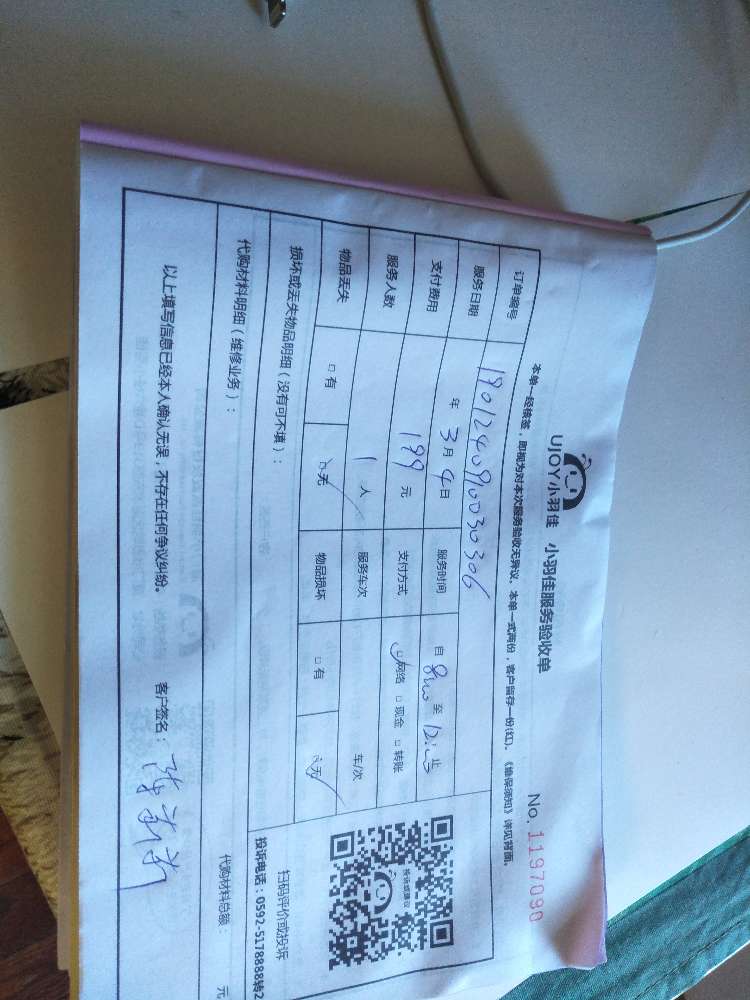 UJOY小羽佳 小羽佳服务验收单
No. 1197090
本单一经核签，即视为对本次服务验收无异议，本单一式两份，客户留存一份(红)。《维保须知》详见背面。
订单编号 180124090030306
服务日期 年 3月 4日 服务时间 自 8:00 至 12:00 止
支付费用 199 元 支付方式 □网络 □现金 □转账
服务人数 1 人 服务车次 车/次
物品丢失 □有 □无 物品损坏 □有 □无
扫码评价或投诉
投诉电话：0592-5178888转2
损坏或丢失物品明细（没有可不填）：
代购材料明细（维修业务）： 代购材料总额： 元
以上填写信息已经本人确认无误，不存在任何争议纠纷。 客户签名：